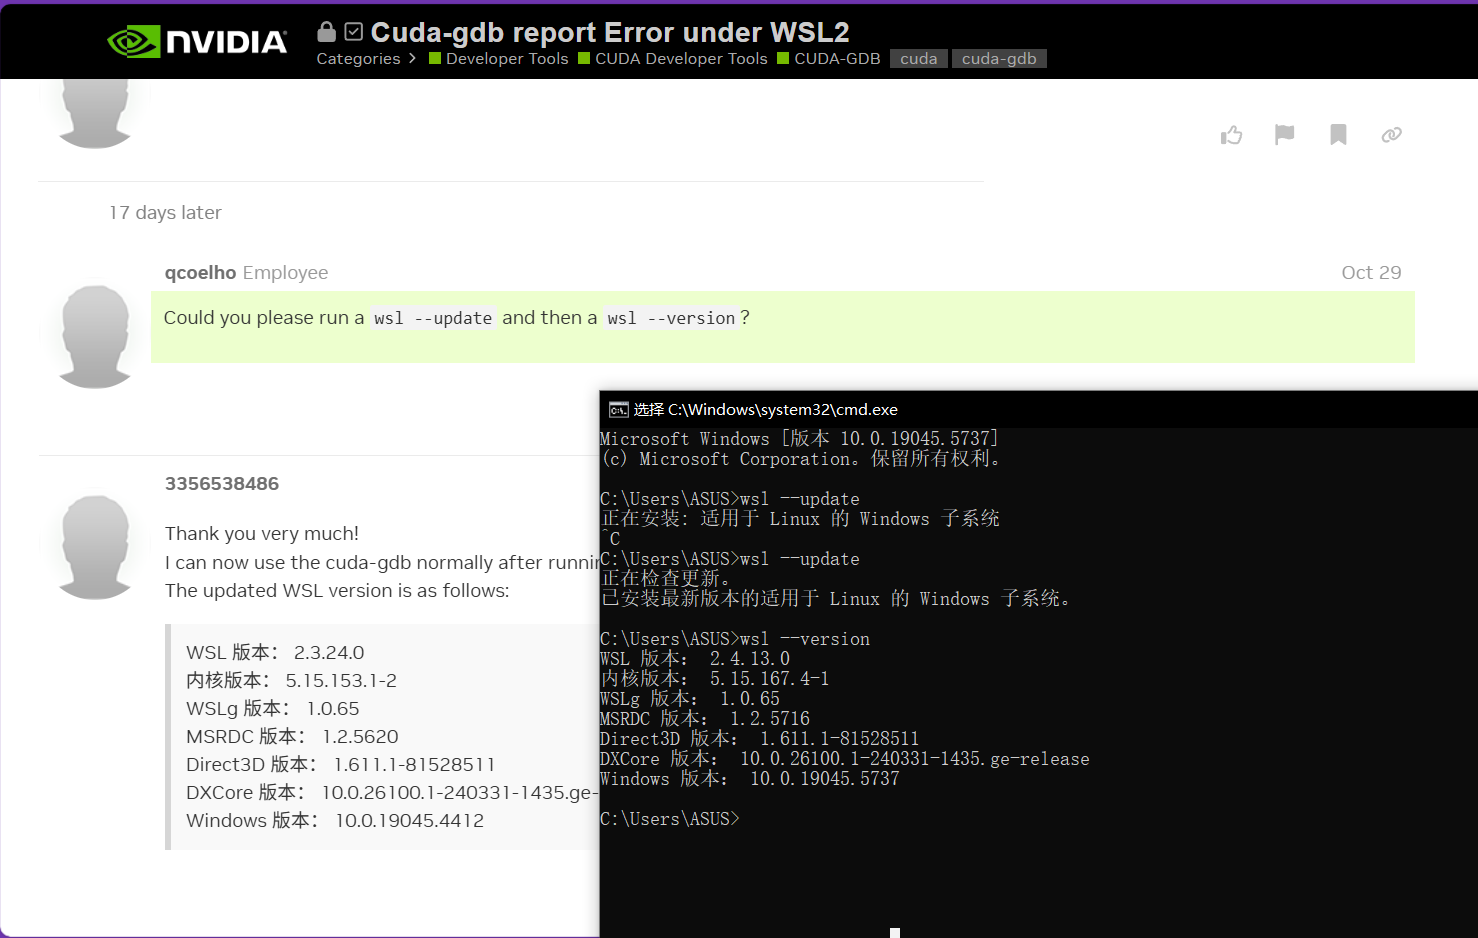 NVIDIA
Cuda-gdb report Error under WSL2
Categories > Developer Tools CUDA Developer Tools CUDA-GDB cuda cuda-gdb
17 days later
qcoelho Employee
Oct 29
Could you please run a wsl --update and then a wsl --version?
3356538486
Thank you very much!
I can now use the cuda-gdb normally after runnin
The updated WSL version is as follows:
WSL 版本： 2.3.24.0
内核版本： 5.15.153.1-2
WSLg 版本： 1.0.65
MSRDC 版本： 1.2.5620
Direct3D 版本： 1.611.1-81528511
DXCore 版本： 10.0.26100.1-240331-1435.ge-
Windows 版本： 10.0.19045.4412
选择 C:\Windows\system32\cmd.exe
Microsoft Windows [版本 10.0.19045.5737]
(c) Microsoft Corporation。保留所有权利。
C:\Users\ASUS>wsl --update
正在安装: 适用于 Linux 的 Windows 子系统
^C
C:\Users\ASUS>wsl --update
正在检查更新。
已安装最新版本的适用于 Linux 的 Windows 子系统。
C:\Users\ASUS>wsl --version
WSL 版本： 2.4.13.0
内核版本： 5.15.167.4-1
WSLg 版本： 1.0.65
MSRDC 版本： 1.2.5716
Direct3D 版本： 1.611.1-81528511
DXCore 版本： 10.0.26100.1-240331-1435.ge-release
Windows 版本： 10.0.19045.5737
C:\Users\ASUS>